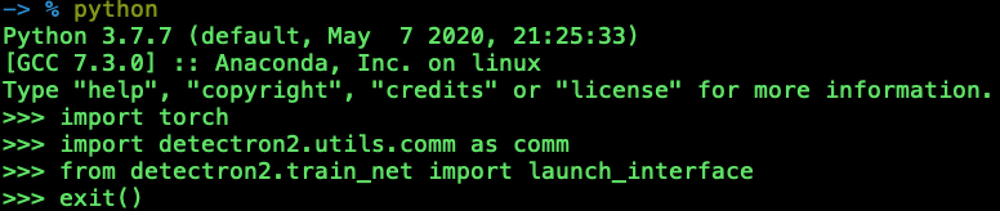 —> % python
Python 3.7.7 (default, May  7 2020, 21:25:33)
[GCC 7.3.0] :: Anaconda, Inc. on linux
Type "help", "copyright", "credits" or "license" for more information.
>>> import torch
>>> import detectron2.utils.comm as comm
>>> from detectron2.train_net import launch_interface
>>> exit()